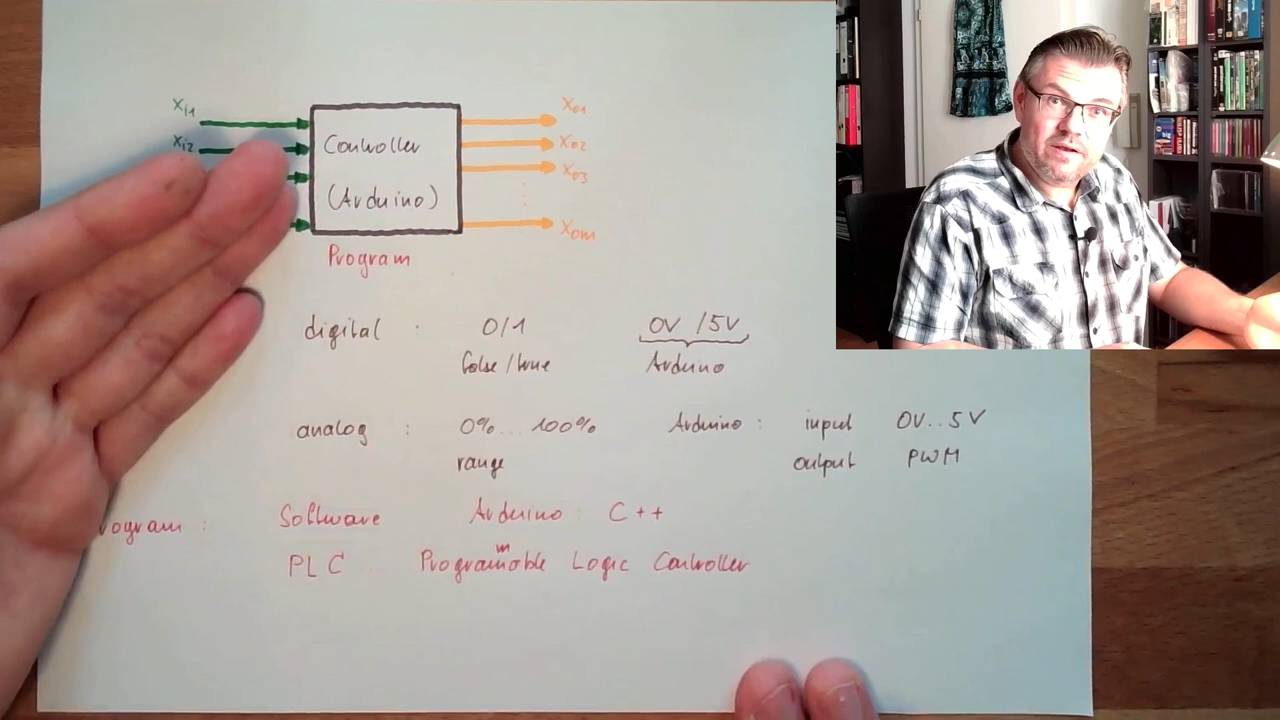 Xi1
Xi2
Controller
(Arduino)
Program
Xo1
Xo2
Xo3
Xom
digital : 0/1 0V /5V
false/true Arduino
analog : 0% ... 100% Arduino : input 0V..5V
range output PWM
rogram : Software Arduino : C++
PLC ... Programmable Logic Controller